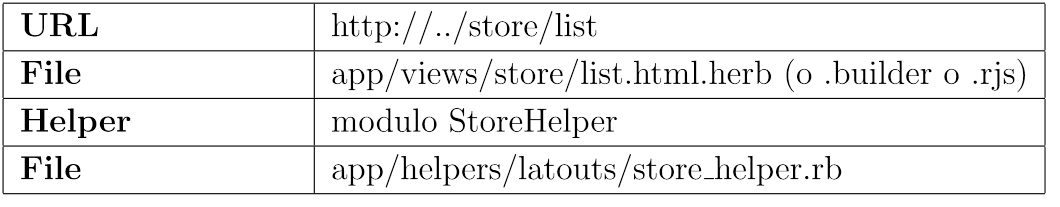 URL http://../store/list
File app/views/store/list.html.herb (o .builder o .rjs)
Helper modulo StoreHelper
File app/helpers/latouts/store_helper.rb